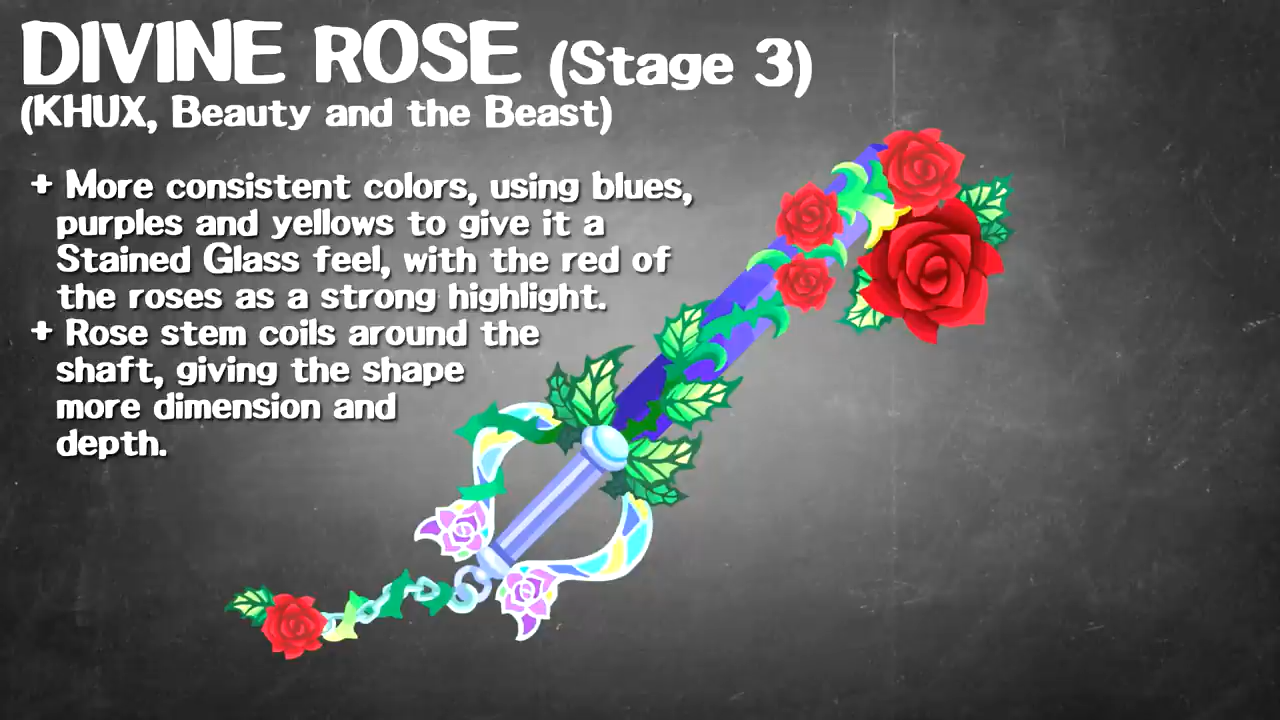 DIVINE ROSE (Stage 3)
(KHUX, Beauty and the Beast)
+ More consistent colors, using blues,
purples and yellows to give it a
Stained Glass feel, with the red of
the roses as a strong highlight.
+ Rose stem coils around the
shaft, giving the shape
more dimension and
depth.